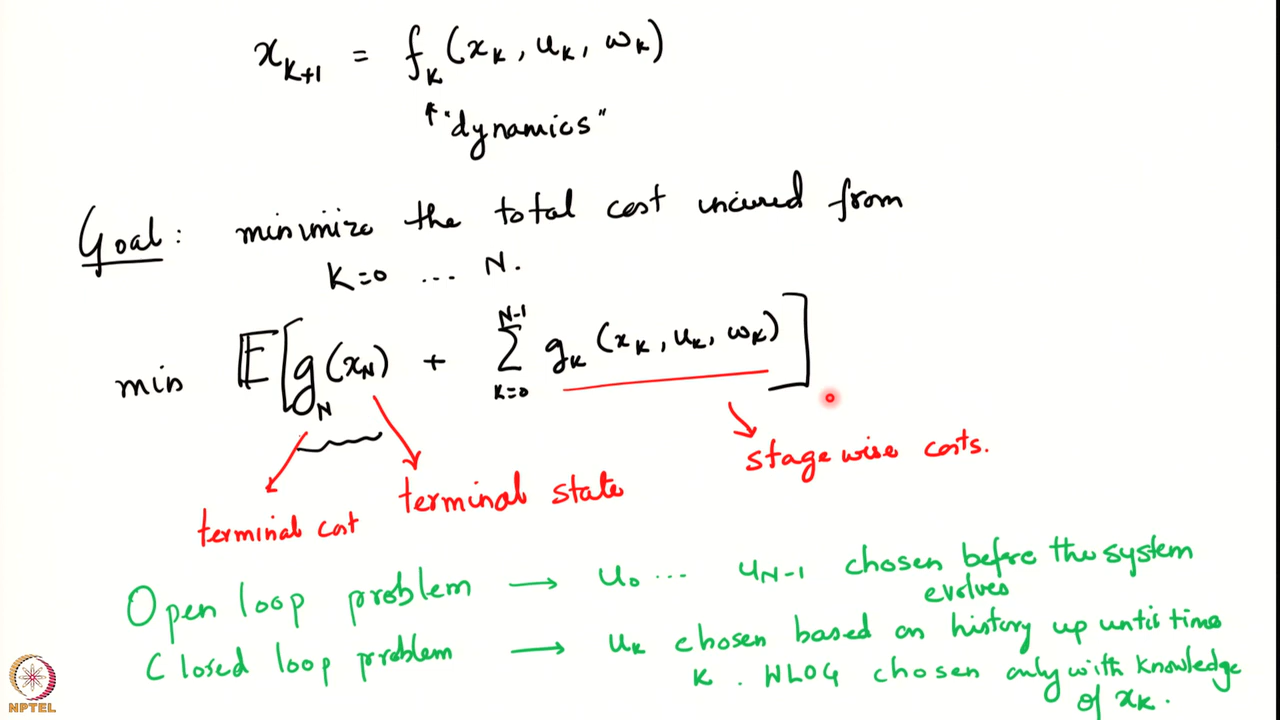 x_{k+1} = f_k (x_k, u_k, w_k)
↑ "dynamics"
Goal: minimize the total cost incured from
k=0 ... N.
min E[g_N(x_N) + ∑_{k=0}^{N-1} g_k (x_k, u_k, w_k)]
stage wise costs.
terminal state
terminal cost
Open loop problem → u_0 ... u_{N-1} chosen before the system
evolves
Closed loop problem → u_k chosen based on history up until time
k. WLOG chosen only with knowledge
of x_k.
NPTEL